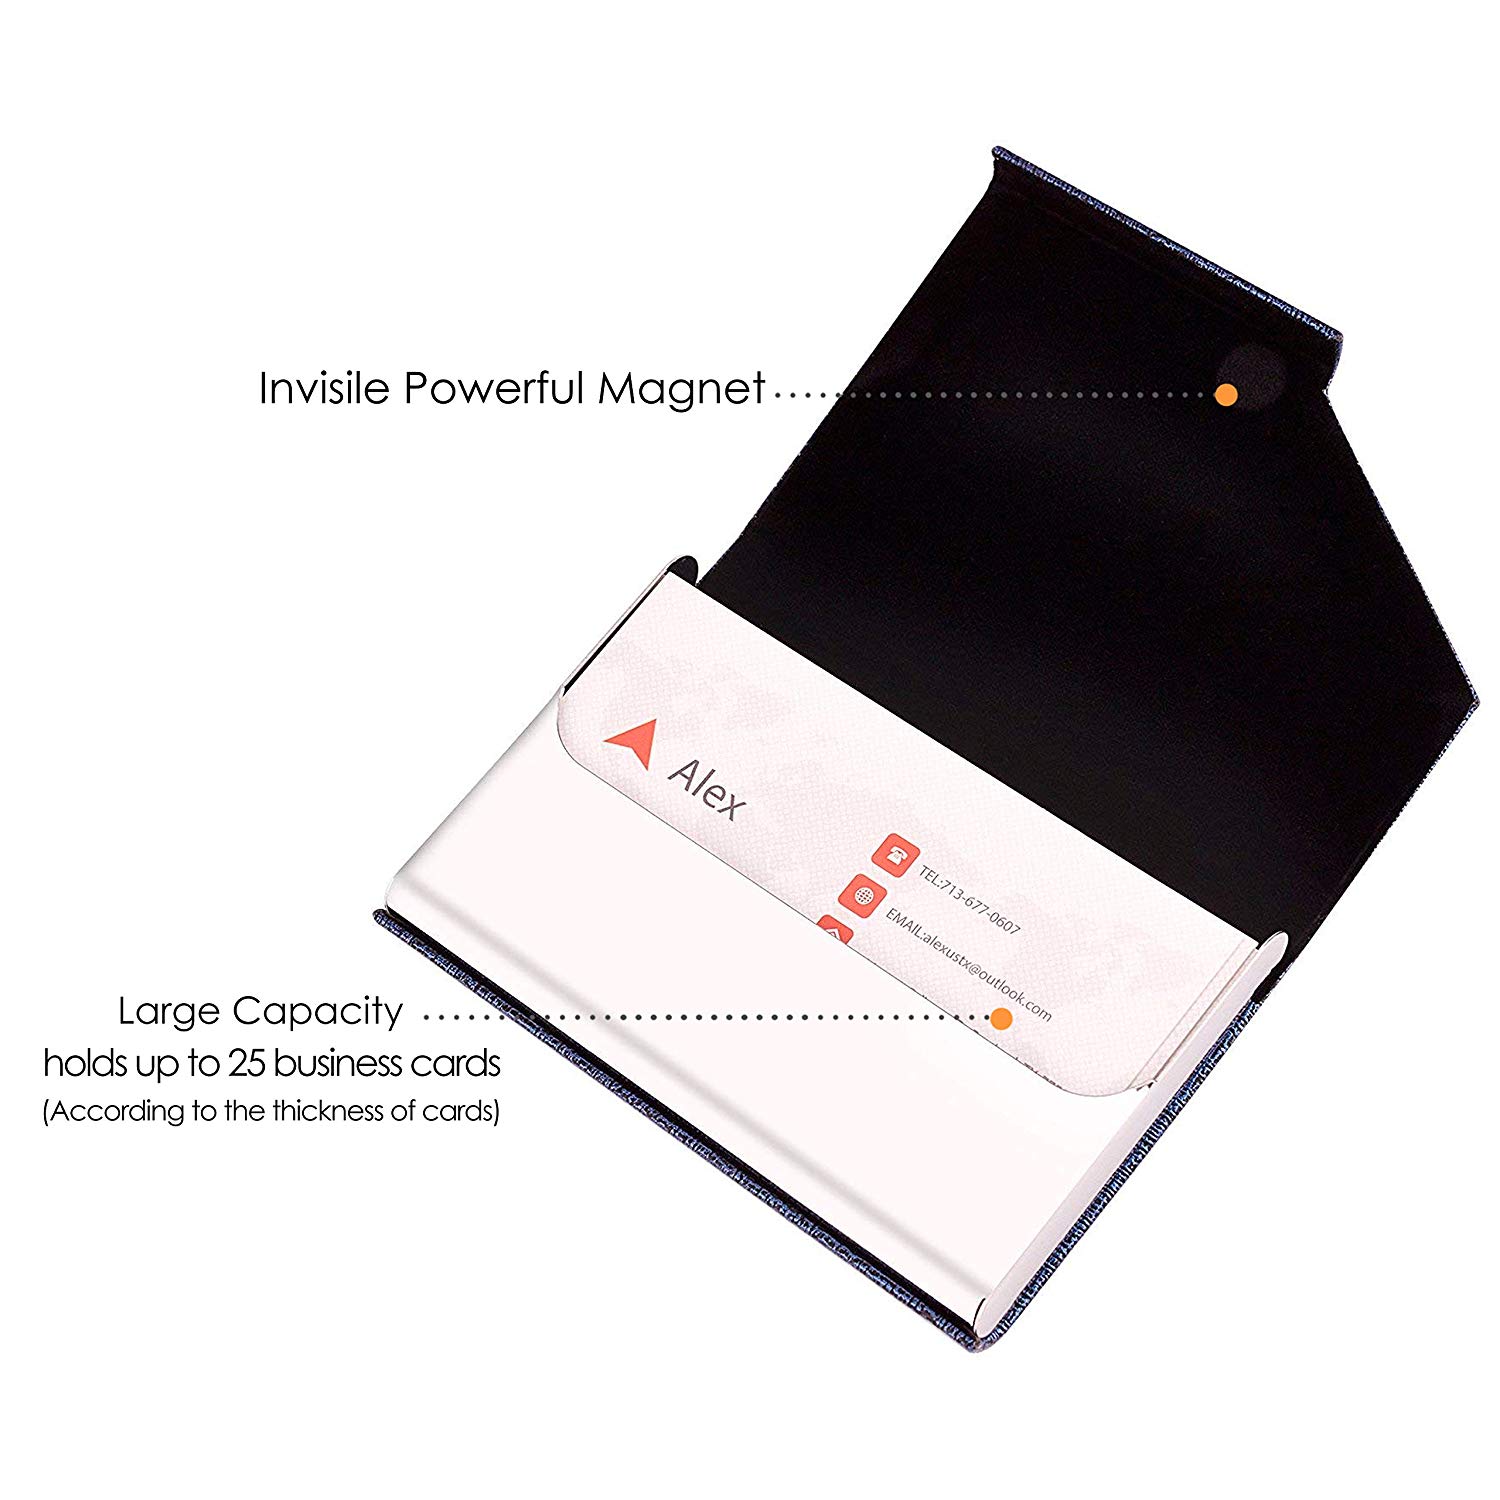 Invisile Powerful Magnet
Alex
TEL:713-677-0607
EMAIL:alexustx@outlook.com
Large Capacity
holds up to 25 business cards
(According to the thickness of cards)